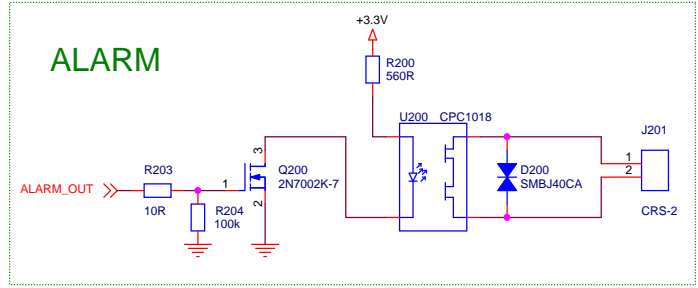 ALARM
+3.3V
R200
560R
U200 CPC1018
J201
1
2
CRS-2
D200
SMBJ40CA
3
Q200
2N7002K-7
1
2
R203
10R
ALARM_OUT
R204
100k